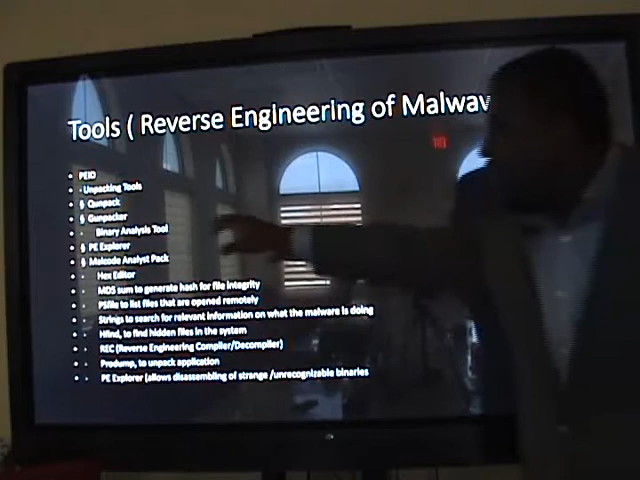 Tools ( Reverse Engineering of Malwa
• PEID
• - Unpacking Tools
• § Qunpack
• § Gunpacker
• · Binary Analysis Tool
• § PE Explorer
• § Malcode Analyst Pack
• · Hex Editor
• · MD5 sum to generate hash for file integrity
• · PSfile to list files that are opened remotely
• · Strings to search for relevant information on what the malware is doing
• · Hfind, to find hidden files in the system
• · REC (Reverse Engineering Compiler/Decompiler)
• · Procdump, to unpack application
• · PE Explorer (allows disassembling of strange /unrecognizable binaries